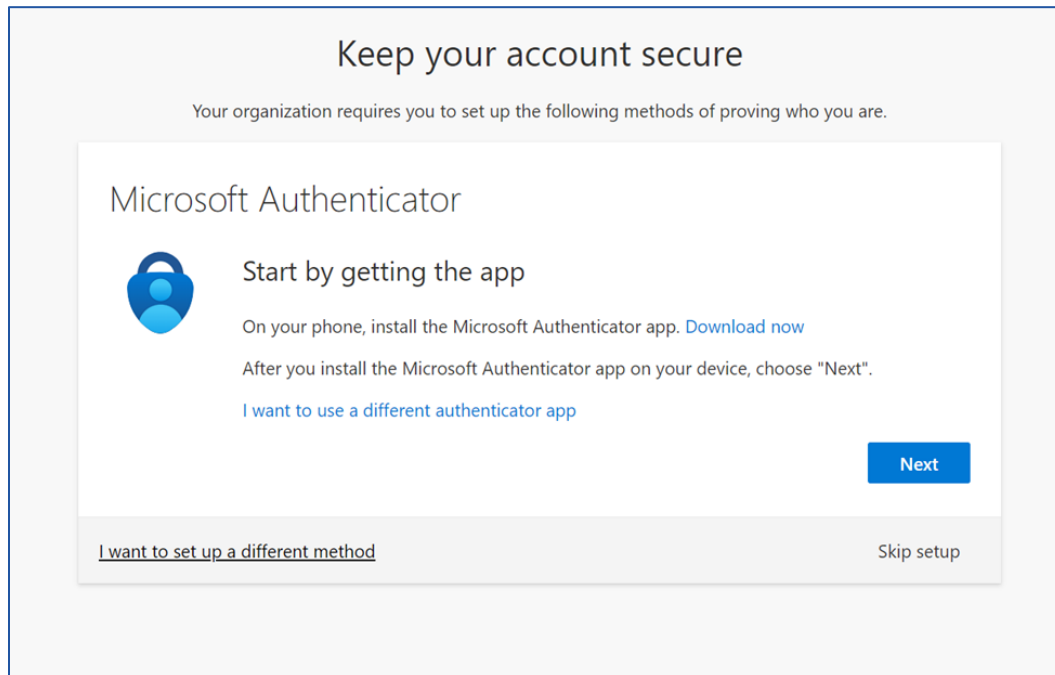 Keep your account secure
Your organization requires you to set up the following methods of proving who you are.
Microsoft Authenticator
Start by getting the app
On your phone, install the Microsoft Authenticator app. Download now
After you install the Microsoft Authenticator app on your device, choose "Next".
I want to use a different authenticator app
Next
I want to set up a different method
Skip setup